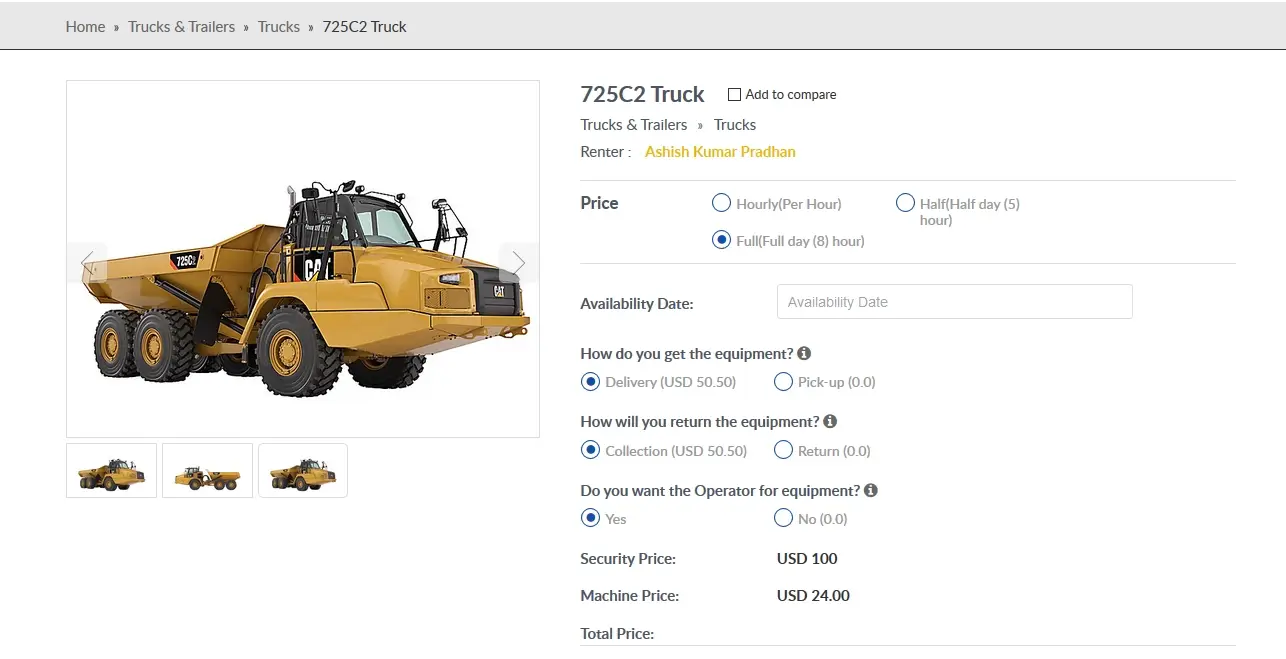 Home » Trucks & Trailers » Trucks » 725C2 Truck
725C2 Truck Add to compare
Trucks & Trailers » Trucks
Renter : Ashish Kumar Pradhan
Price
Hourly(Per Hour)
Half(Half day (5)
hour)
Full(Full day (8) hour)
Availability Date: Availability Date
How do you get the equipment?
Delivery (USD 50.50) Pick-up (0.0)
How will you return the equipment?
Collection (USD 50.50) Return (0.0)
Do you want the Operator for equipment?
Yes No (0.0)
Security Price: USD 100
Machine Price: USD 24.00
Total Price:
725C2
CAT
CAT